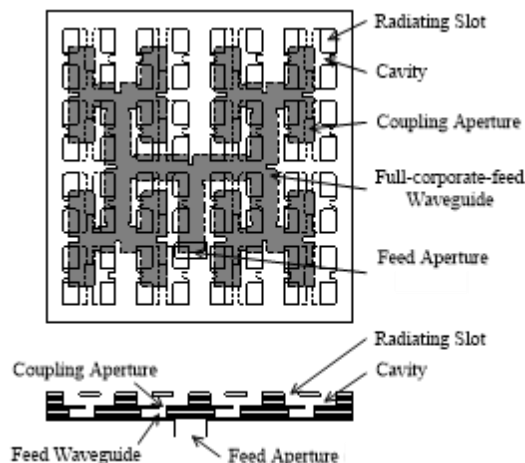 Radiating Slot
Cavity
Coupling Aperture
Full-corporate-feed
Waveguide
Feed Aperture
Radiating Slot
Coupling Aperture
Cavity
Feed Waveguide
Feed Aperture